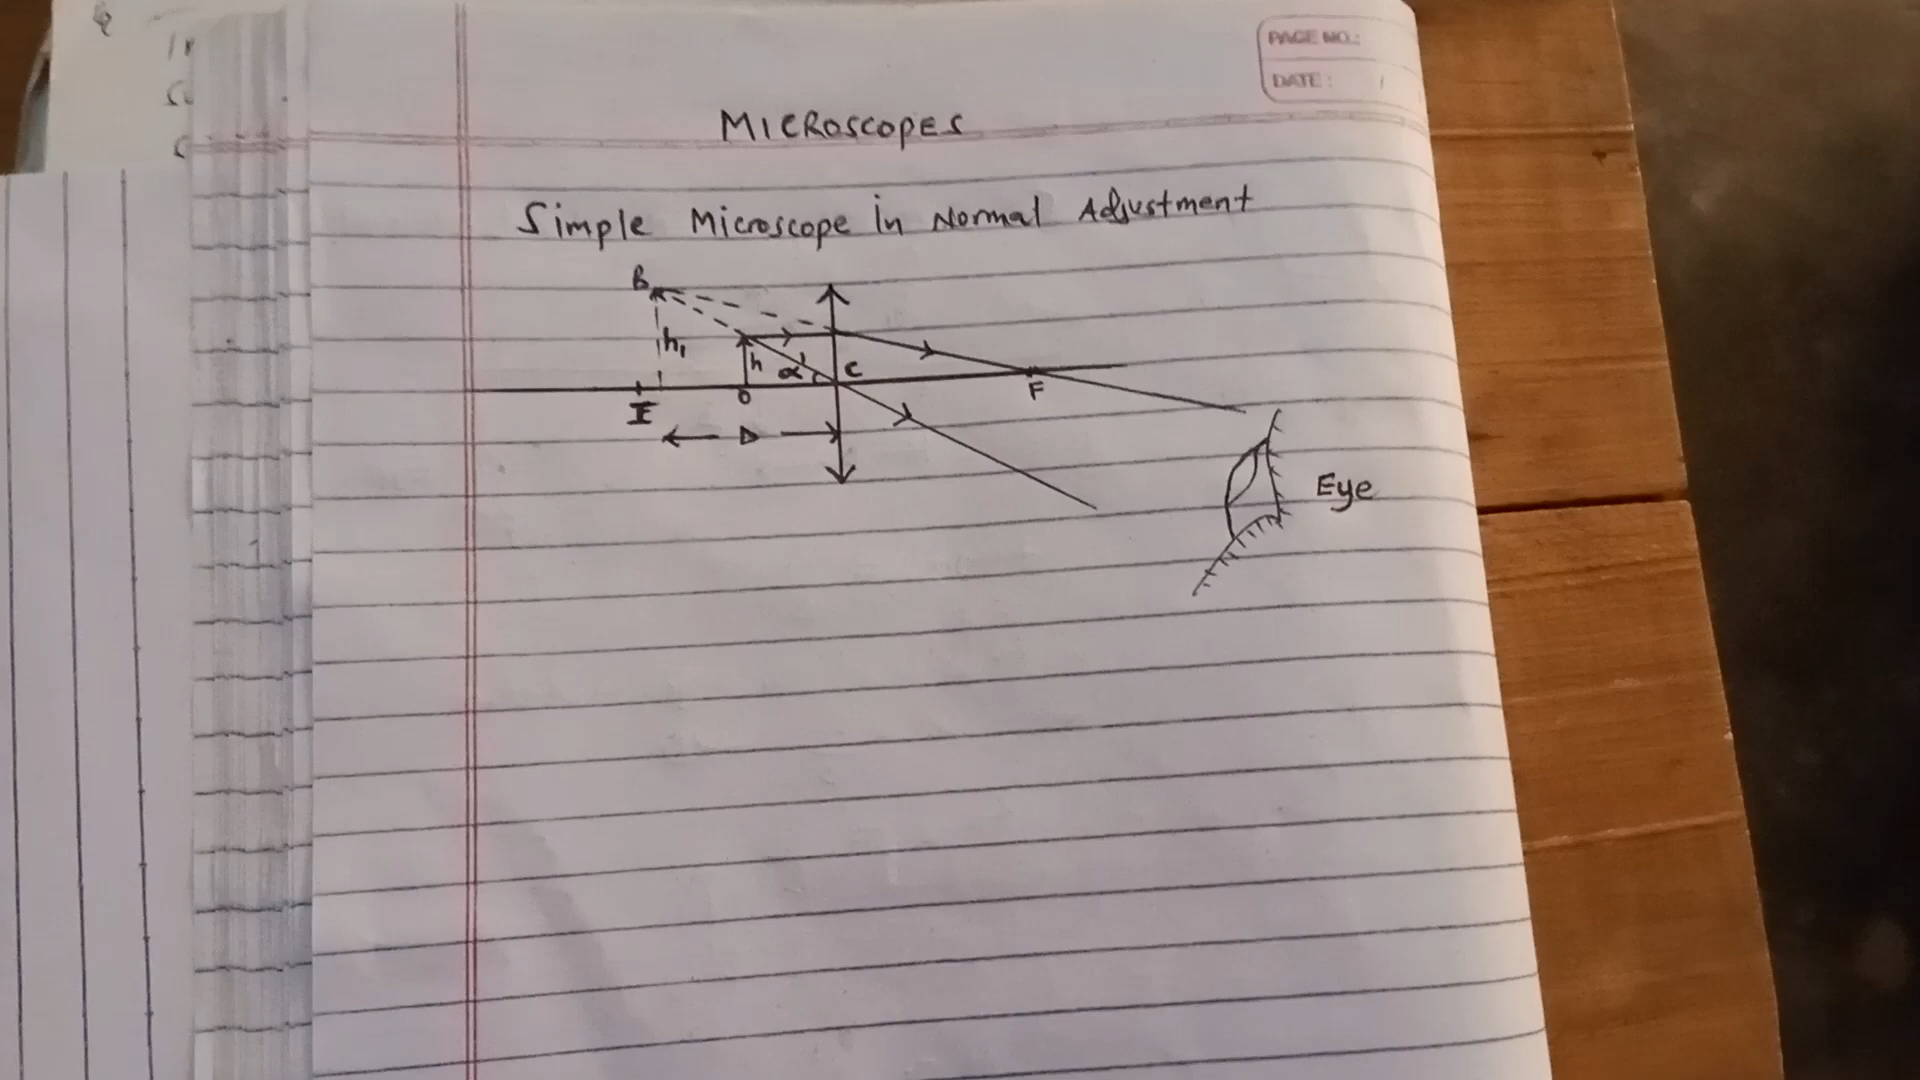 PAGE NO.:
DATE :
MICROSCOPES
Simple Microscope in Normal Adjustment
B
h₁
h
α'
C
I
O
F
D
Eye